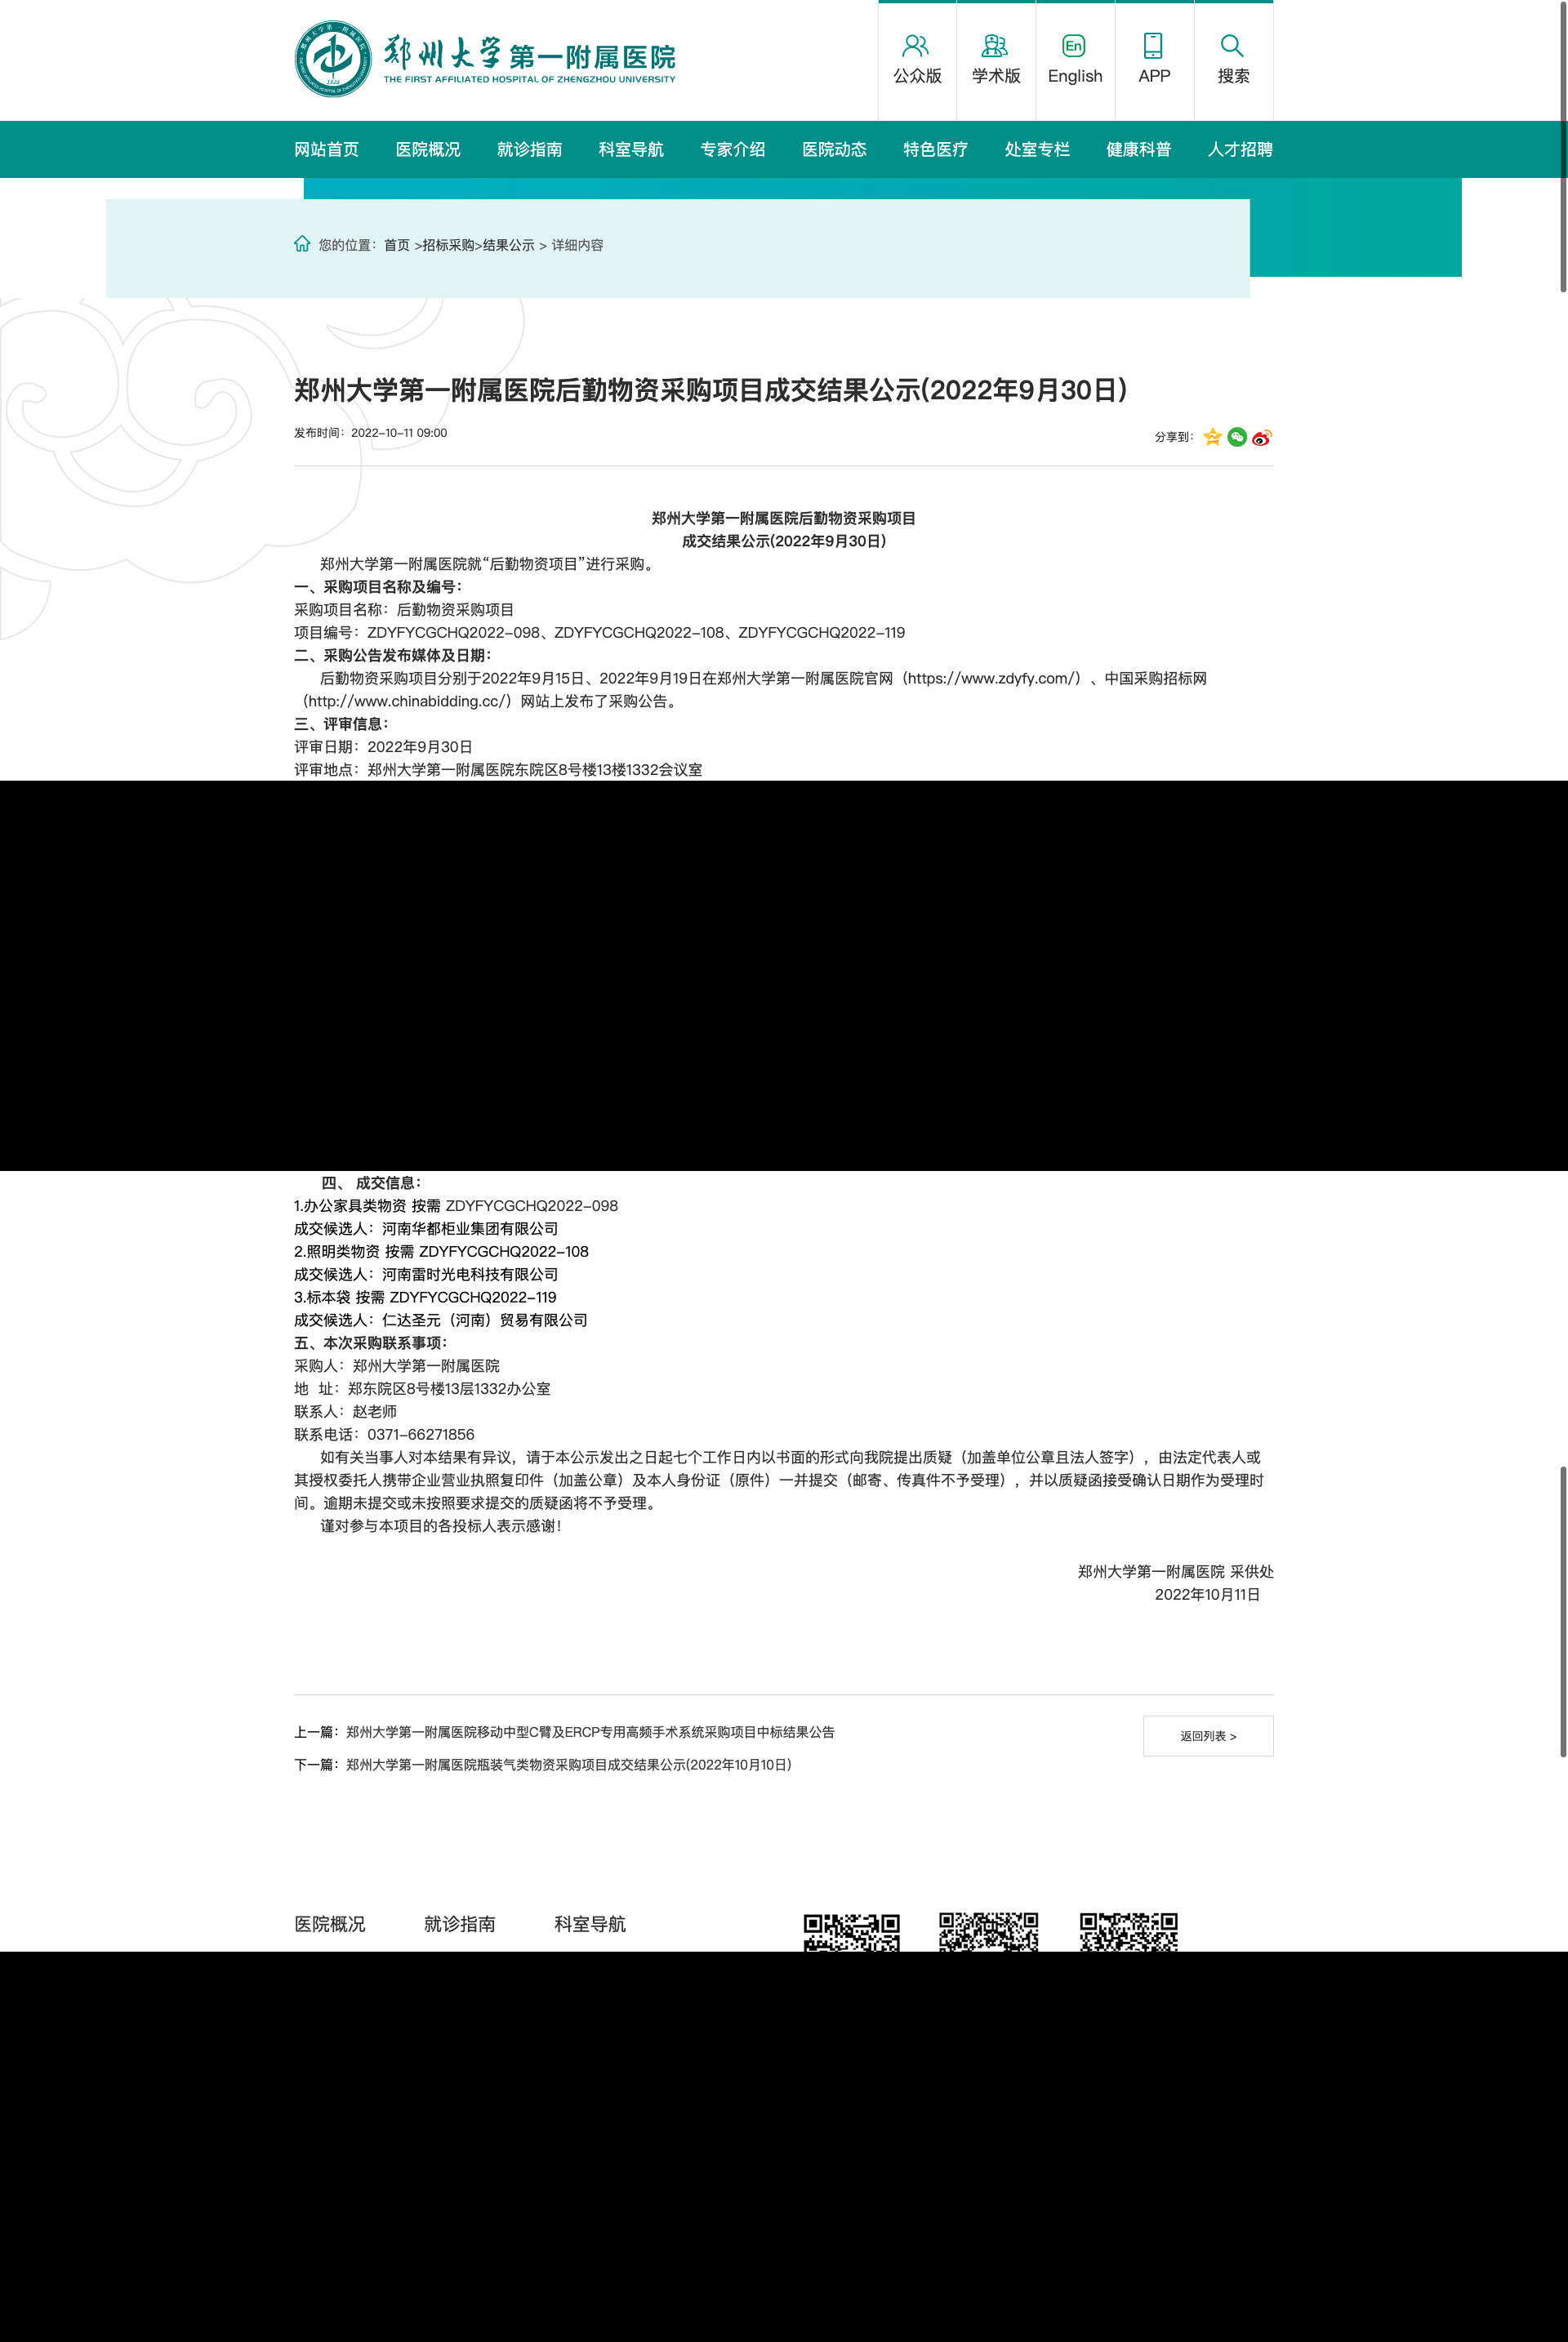 郑州大学第一附属医院
THE FIRST AFFILIATED HOSPITAL OF ZHENGZHOU UNIVERSITY
公众版
学术版
En
English
APP
搜索
网站首页 医院概况 就诊指南 科室导航 专家介绍 医院动态 特色医疗 处室专栏 健康科普 人才招聘
您的位置：首页 >招标采购>结果公示 > 详细内容
郑州大学第一附属医院后勤物资采购项目成交结果公示(2022年9月30日)
发布时间：2022-10-11 09:00
分享到：
郑州大学第一附属医院后勤物资采购项目
成交结果公示(2022年9月30日)
郑州大学第一附属医院就“后勤物资项目”进行采购。
一、采购项目名称及编号：
采购项目名称：后勤物资采购项目
项目编号：ZDYFYCGCHQ2022-098、ZDYFYCGCHQ2022-108、ZDYFYCGCHQ2022-119
二、采购公告发布媒体及日期：
后勤物资采购项目分别于2022年9月15日、2022年9月19日在郑州大学第一附属医院官网（https://www.zdyfy.com/）、中国采购招标网
（http://www.chinabidding.cc/）网站上发布了采购公告。
三、评审信息：
评审日期：2022年9月30日
评审地点：郑州大学第一附属医院东院区8号楼13楼1332会议室
四、 成交信息：
1.办公家具类物资 按需 ZDYFYCGCHQ2022-098
成交候选人：河南华都柜业集团有限公司
2.照明类物资 按需 ZDYFYCGCHQ2022-108
成交候选人：河南雷时光电科技有限公司
3.标本袋 按需 ZDYFYCGCHQ2022-119
成交候选人：仁达圣元（河南）贸易有限公司
五、本次采购联系事项：
采购人：郑州大学第一附属医院
地 址：郑东院区8号楼13层1332办公室
联系人：赵老师
联系电话：0371-66271856
如有关当事人对本结果有异议，请于本公示发出之日起七个工作日内以书面的形式向我院提出质疑（加盖单位公章且法人签字），由法定代表人或
其授权委托人携带企业营业执照复印件（加盖公章）及本人身份证（原件）一并提交（邮寄、传真件不予受理），并以质疑函接受确认日期作为受理时
间。逾期未提交或未按照要求提交的质疑函将不予受理。
谨对参与本项目的各投标人表示感谢！
郑州大学第一附属医院 采供处
2022年10月11日
上一篇：郑州大学第一附属医院移动中型C臂及ERCP专用高频手术系统采购项目中标结果公告
返回列表 >
下一篇：郑州大学第一附属医院瓶装气类物资采购项目成交结果公示(2022年10月10日)
医院概况 就诊指南 科室导航